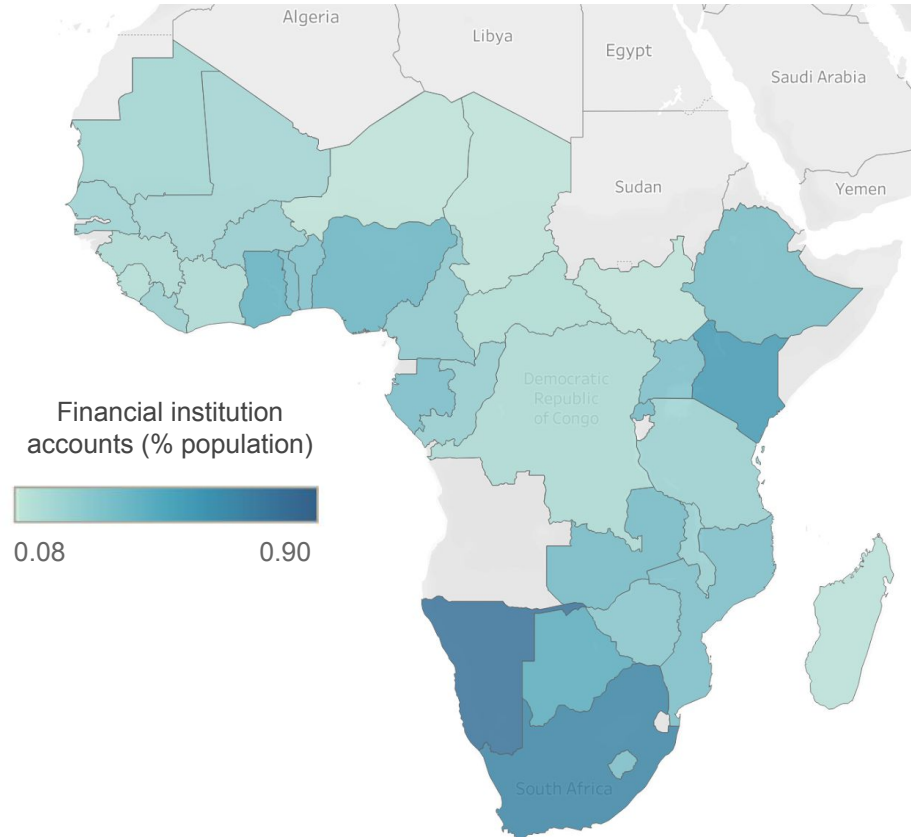 Algeria
Libya
Egypt
Saudi Arabia
Sudan
Yemen
Democratic
Republic
of Congo
Financial institution
accounts (% population)
0.08 0.90
South Africa